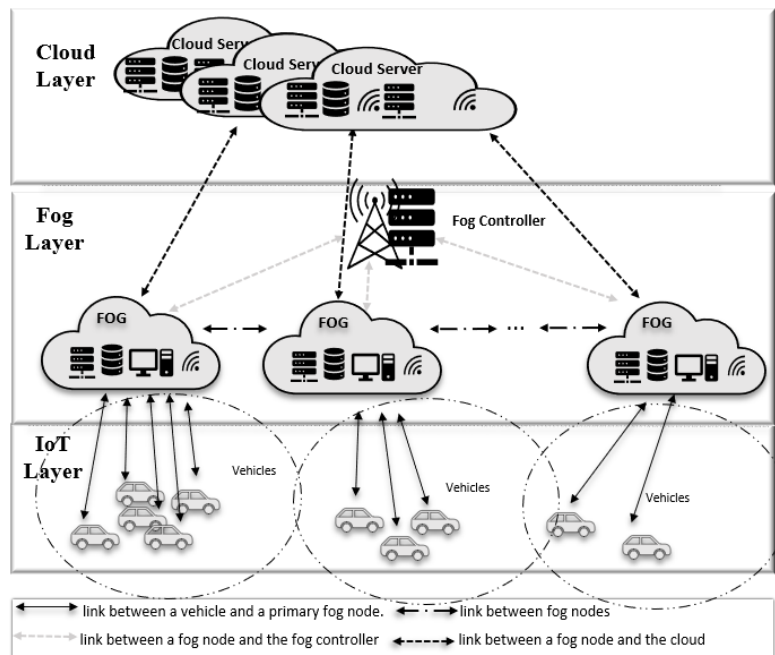 Cloud
Layer
Cloud Serv
Cloud Serv
Cloud Server
Fog
Layer
Fog Controller
FOG
FOG
...
FOG
IoT
Layer
Vehicles
Vehicles
Vehicles
link between a vehicle and a primary fog node.
link between fog nodes
link between a fog node and the fog controller
link between a fog node and the cloud